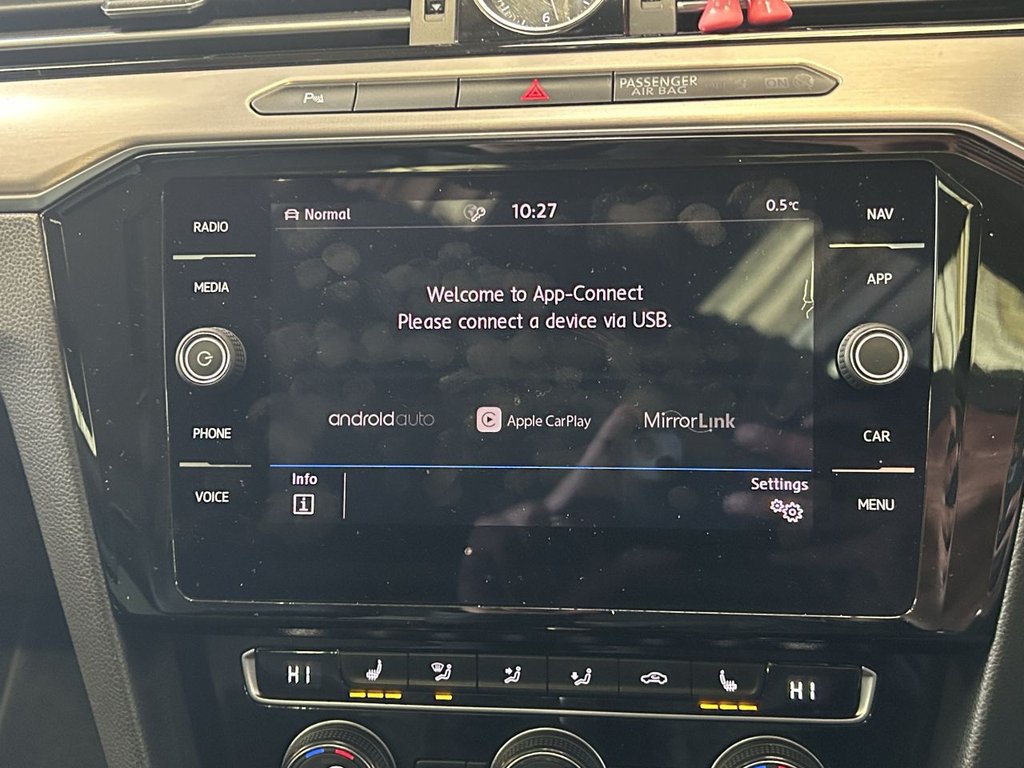 6
PASSENGER
AIR BAG
ON
RADIO
Normal
10:27
0.5°C
NAV
MEDIA
APP
Welcome to App-Connect
Please connect a device via USB.
PHONE
androidauto
Apple CarPlay
MirrorLink
CAR
VOICE
Info
i
Settings
MENU
HI
HI